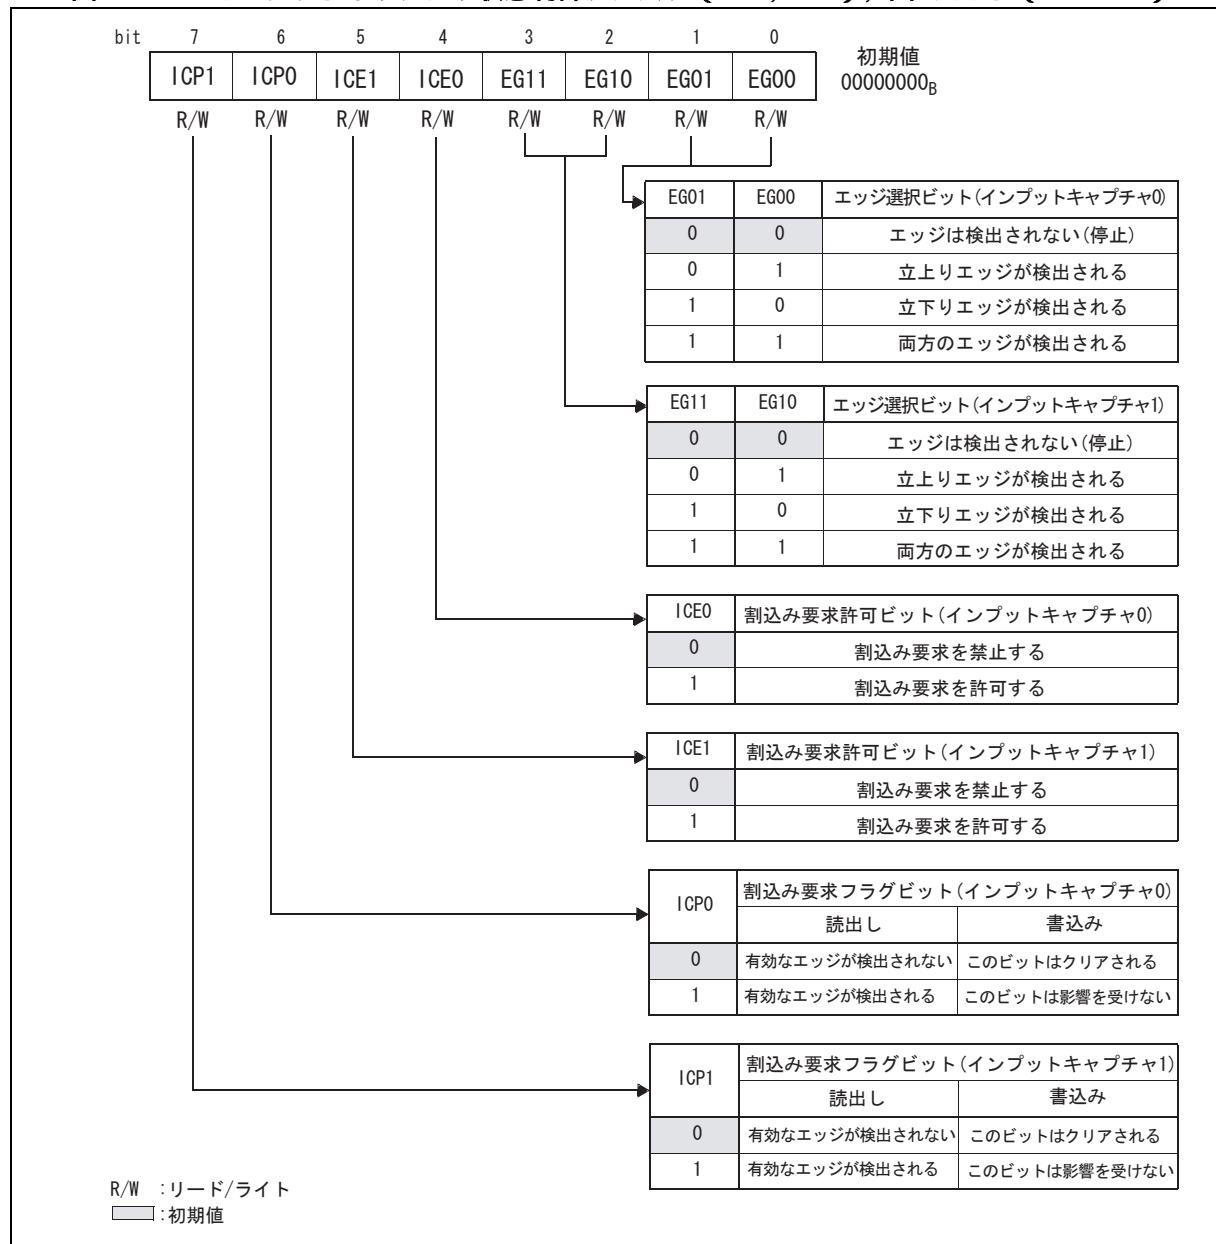 bit 7 6 5 4 3 2 1 0
ICP1 ICP0 ICE1 ICE0 EG11 EG10 EG01 EG00
初期値
00000000B
R/W R/W R/W R/W R/W R/W R/W R/W
EG01 EG00 エッジ選択ビット(インプットキャプチャ0)
0 0 エッジは検出されない(停止)
0 1 立上りエッジが検出される
1 0 立下りエッジが検出される
1 1 両方のエッジが検出される
EG11 EG10 エッジ選択ビット(インプットキャプチャ1)
0 0 エッジは検出されない(停止)
0 1 立上りエッジが検出される
1 0 立下りエッジが検出される
1 1 両方のエッジが検出される
ICE0 割込み要求許可ビット(インプットキャプチャ0)
0 割込み要求を禁止する
1 割込み要求を許可する
ICE1 割込み要求許可ビット(インプットキャプチャ1)
0 割込み要求を禁止する
1 割込み要求を許可する
ICP0 割込み要求フラグビット(インプットキャプチャ0)
読出し 書込み
0 有効なエッジが検出されない このビットはクリアされる
1 有効なエッジが検出される このビットは影響を受けない
ICP1 割込み要求フラグビット(インプットキャプチャ1)
読出し 書込み
0 有効なエッジが検出されない このビットはクリアされる
1 有効なエッジが検出される このビットは影響を受けない
R/W :リード/ライト
:初期値